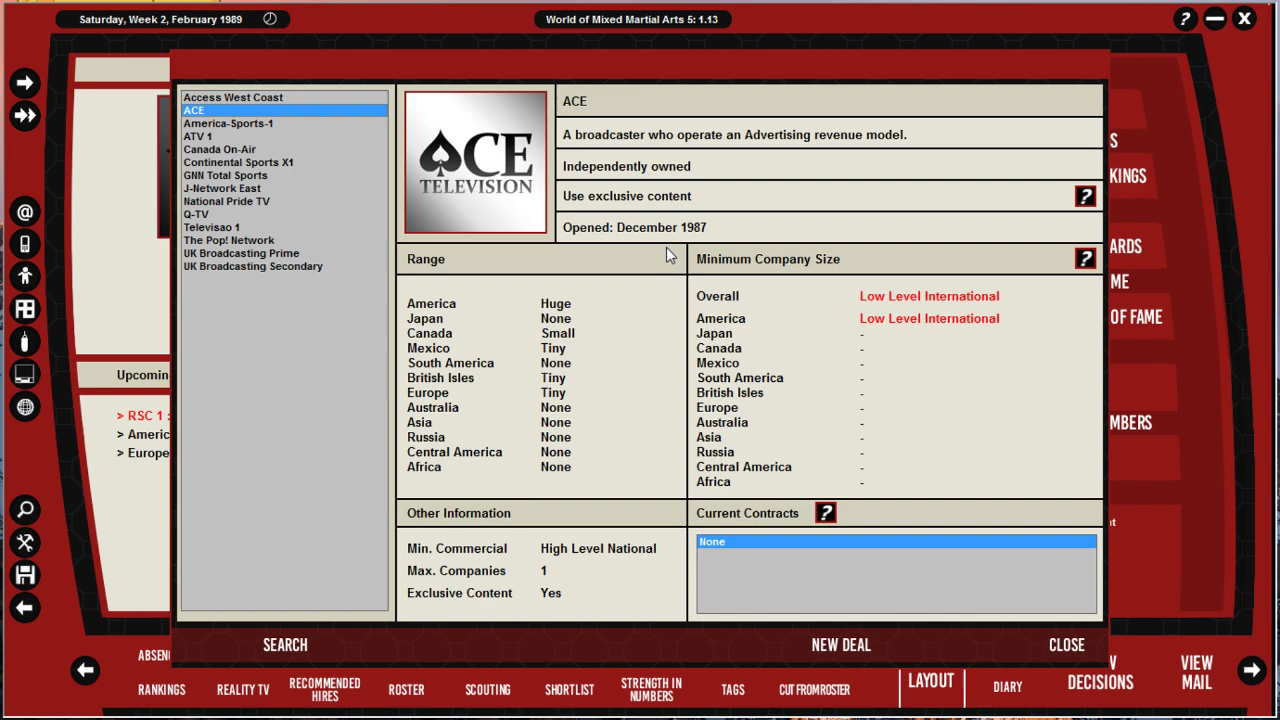 Saturday, Week 2, February 1989
World of Mixed Martial Arts 5: 1.13
?
X
Access West Coast
ACE
America-Sports-1
ATV 1
Canada On-Air
Continental Sports X1
GNN Total Sports
J-Network East
National Pride TV
Q-TV
Televisao 1
The Pop! Network
UK Broadcasting Prime
UK Broadcasting Secondary
ACE
TELEVISION
ACE
A broadcaster who operate an Advertising revenue model.
Independently owned
Use exclusive content
?
Opened: December 1987
Range
America Huge
Japan None
Canada Small
Mexico Tiny
South America None
British Isles Tiny
Europe Tiny
Australia None
Asia None
Russia None
Central America None
Africa None
Minimum Company Size
?
Overall Low Level International
America Low Level International
Japan -
Canada -
Mexico -
South America -
British Isles -
Europe -
Australia -
Asia -
Russia -
Central America -
Africa -
Other Information
Min. Commercial High Level National
Max. Companies 1
Exclusive Content Yes
Current Contracts
?
None
SEARCH
NEW DEAL
CLOSE
Upcomin
> RSC 1 :
> Americ
> Europe
S
KINGS
ARDS
ME
OF FAME
MBERS
nt
@
ABSEN
RANKINGS
REALITY TV
RECOMMENDED HIRES
ROSTER
SCOUTING
SHORTLIST
STRENGTH IN NUMBERS
TAGS
CUT FROM ROSTER
LAYOUT
DIARY
W DECISIONS
VIEW MAIL